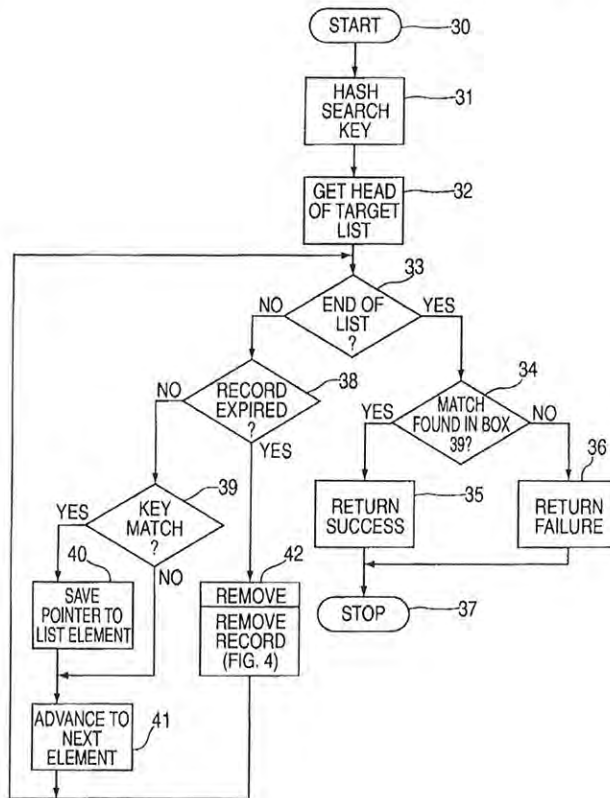 START
30
HASH
SEARCH
KEY
31
GET HEAD
OF TARGET
LIST
32
33
NO
END OF
LIST
?
YES
NO
RECORD
EXPIRED
?
38
YES
34
YES
MATCH
FOUND IN BOX
39?
NO
36
YES
KEY
MATCH
?
39
NO
RETURN
SUCCESS
35
RETURN
FAILURE
40
SAVE
POINTER TO
LIST ELEMENT
42
REMOVE
REMOVE
RECORD
(FIG. 4)
STOP
37
ADVANCE TO
NEXT
ELEMENT
41